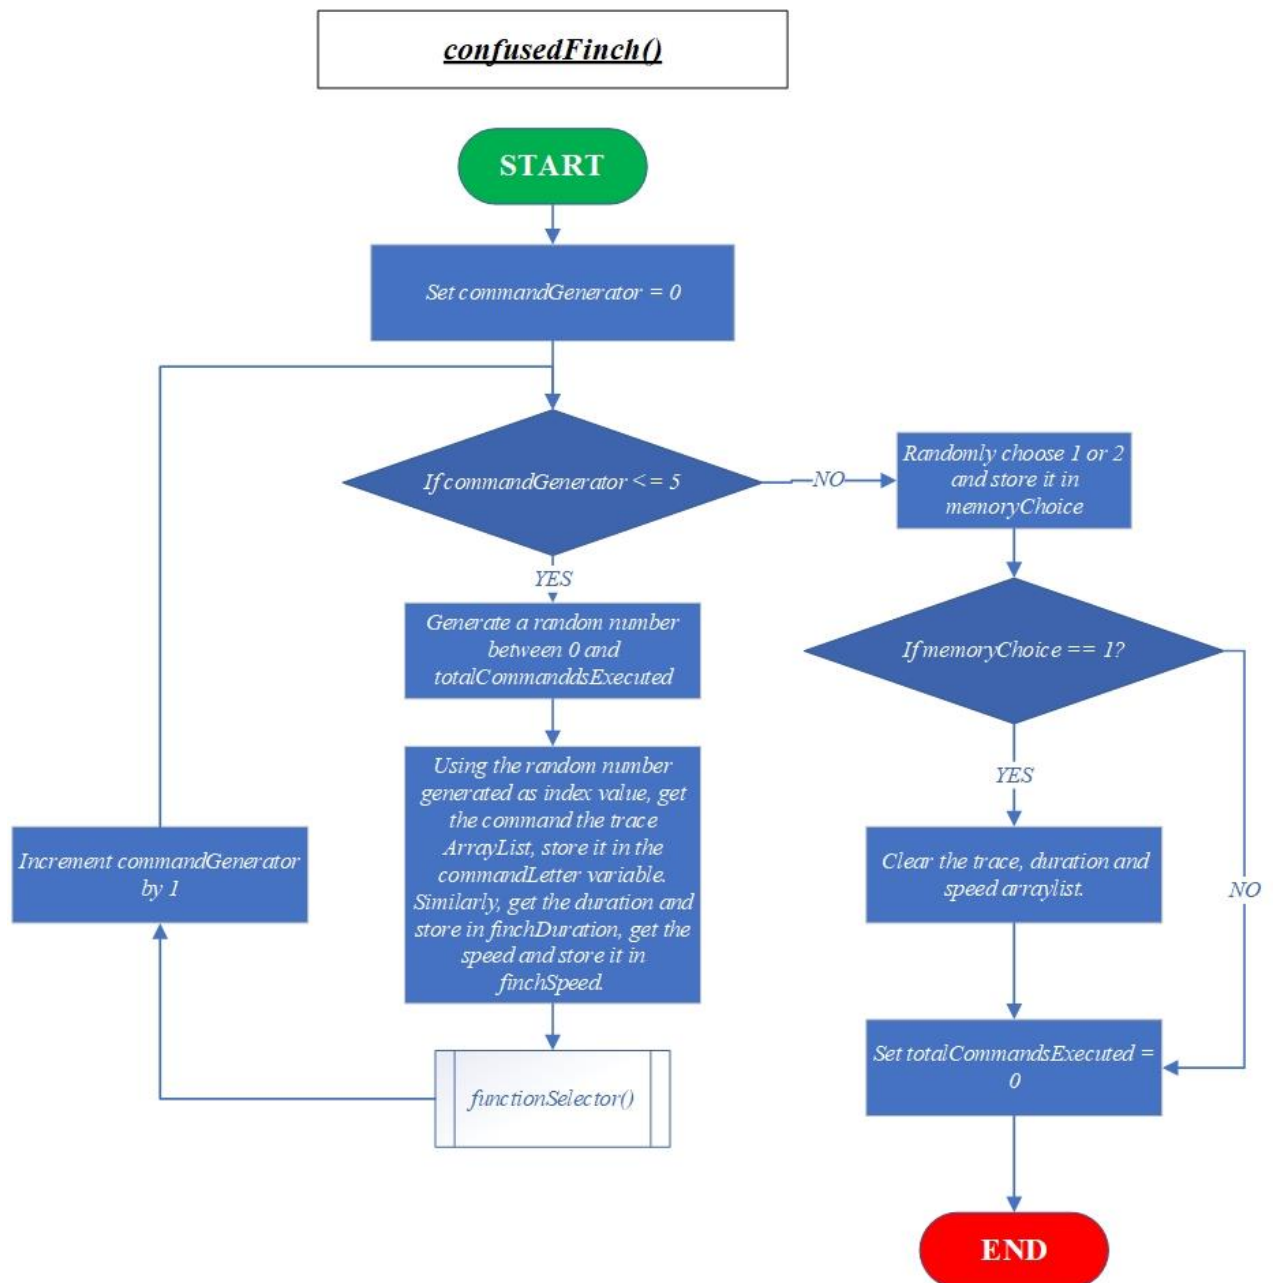 confusedFinch()
START
Set commandGenerator = 0
If commandGenerator <= 5
NO
Randomly choose 1 or 2
and store it in
memoryChoice
YES
Generate a random number
between 0 and
totalCommanddsExecuted
If memoryChoice == 1?
Using the random number
generated as index value, get
the command the trace
ArrayList, store it in the
commandLetter variable.
Similarly, get the duration and
store in finchDuration, get the
speed and store it in
finchSpeed.
YES
Increment commandGenerator
by 1
Clear the trace, duration and
speed arraylist.
NO
functionSelector()
Set totalCommandsExecuted =
0
END